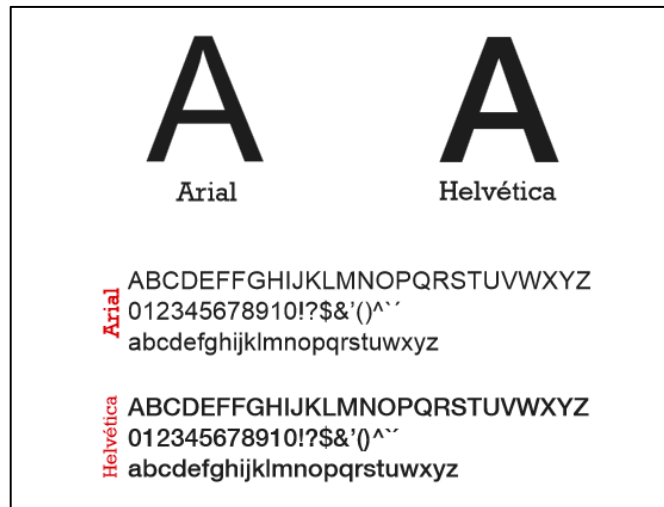 A A
Arial Helvética
Arial
ABCDEFFGHIJKLMNOPQRSTUVWXYZ
012345678910!?$&’()^`´
abcdefghijklmnopqrstuwxyz
Helvética
ABCDEFFGHIJKLMNOPQRSTUVWXYZ
012345678910!?$&’()^`´
abcdefghijklmnopqrstuwxyz